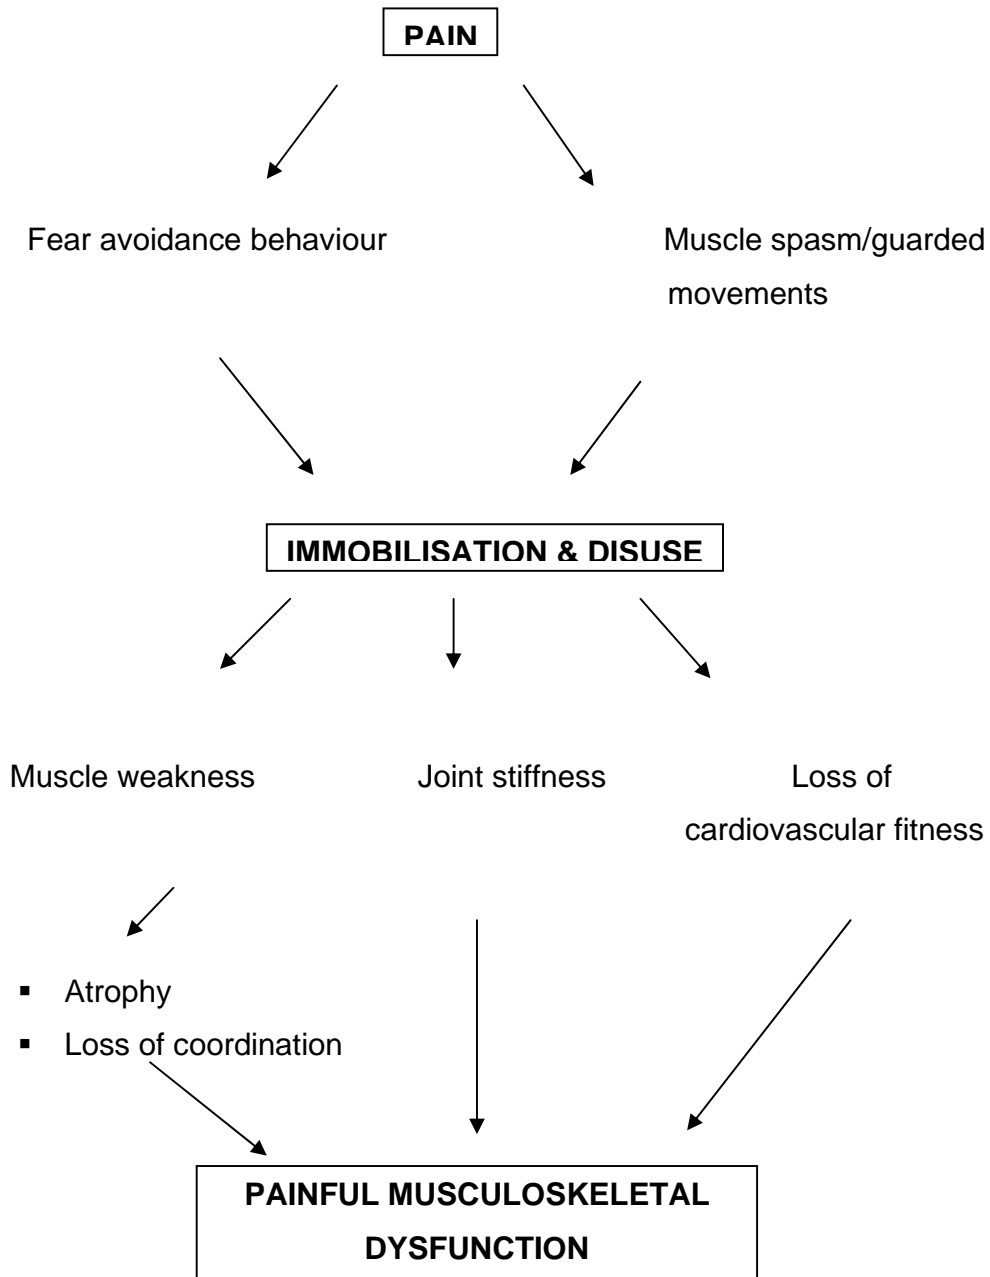 PAIN
Fear avoidance behaviour
Muscle spasm/guarded
movements
IMMOBILISATION & DISUSE
Muscle weakness
Joint stiffness
Loss of
cardiovascular fitness
▪ Atrophy
▪ Loss of coordination
PAINFUL MUSCULOSKELETAL
DYSFUNCTION